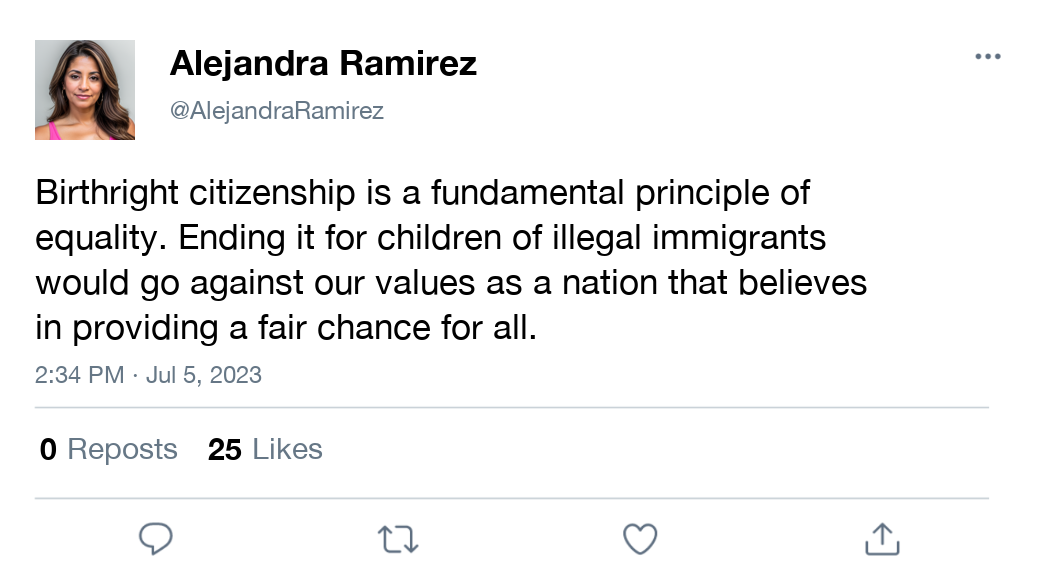 Alejandra Ramirez
@AlejandraRamirez
Birthright citizenship is a fundamental principle of
equality. Ending it for children of illegal immigrants
would go against our values as a nation that believes
in providing a fair chance for all.
2:34 PM · Jul 5, 2023
0 Reposts 25 Likes